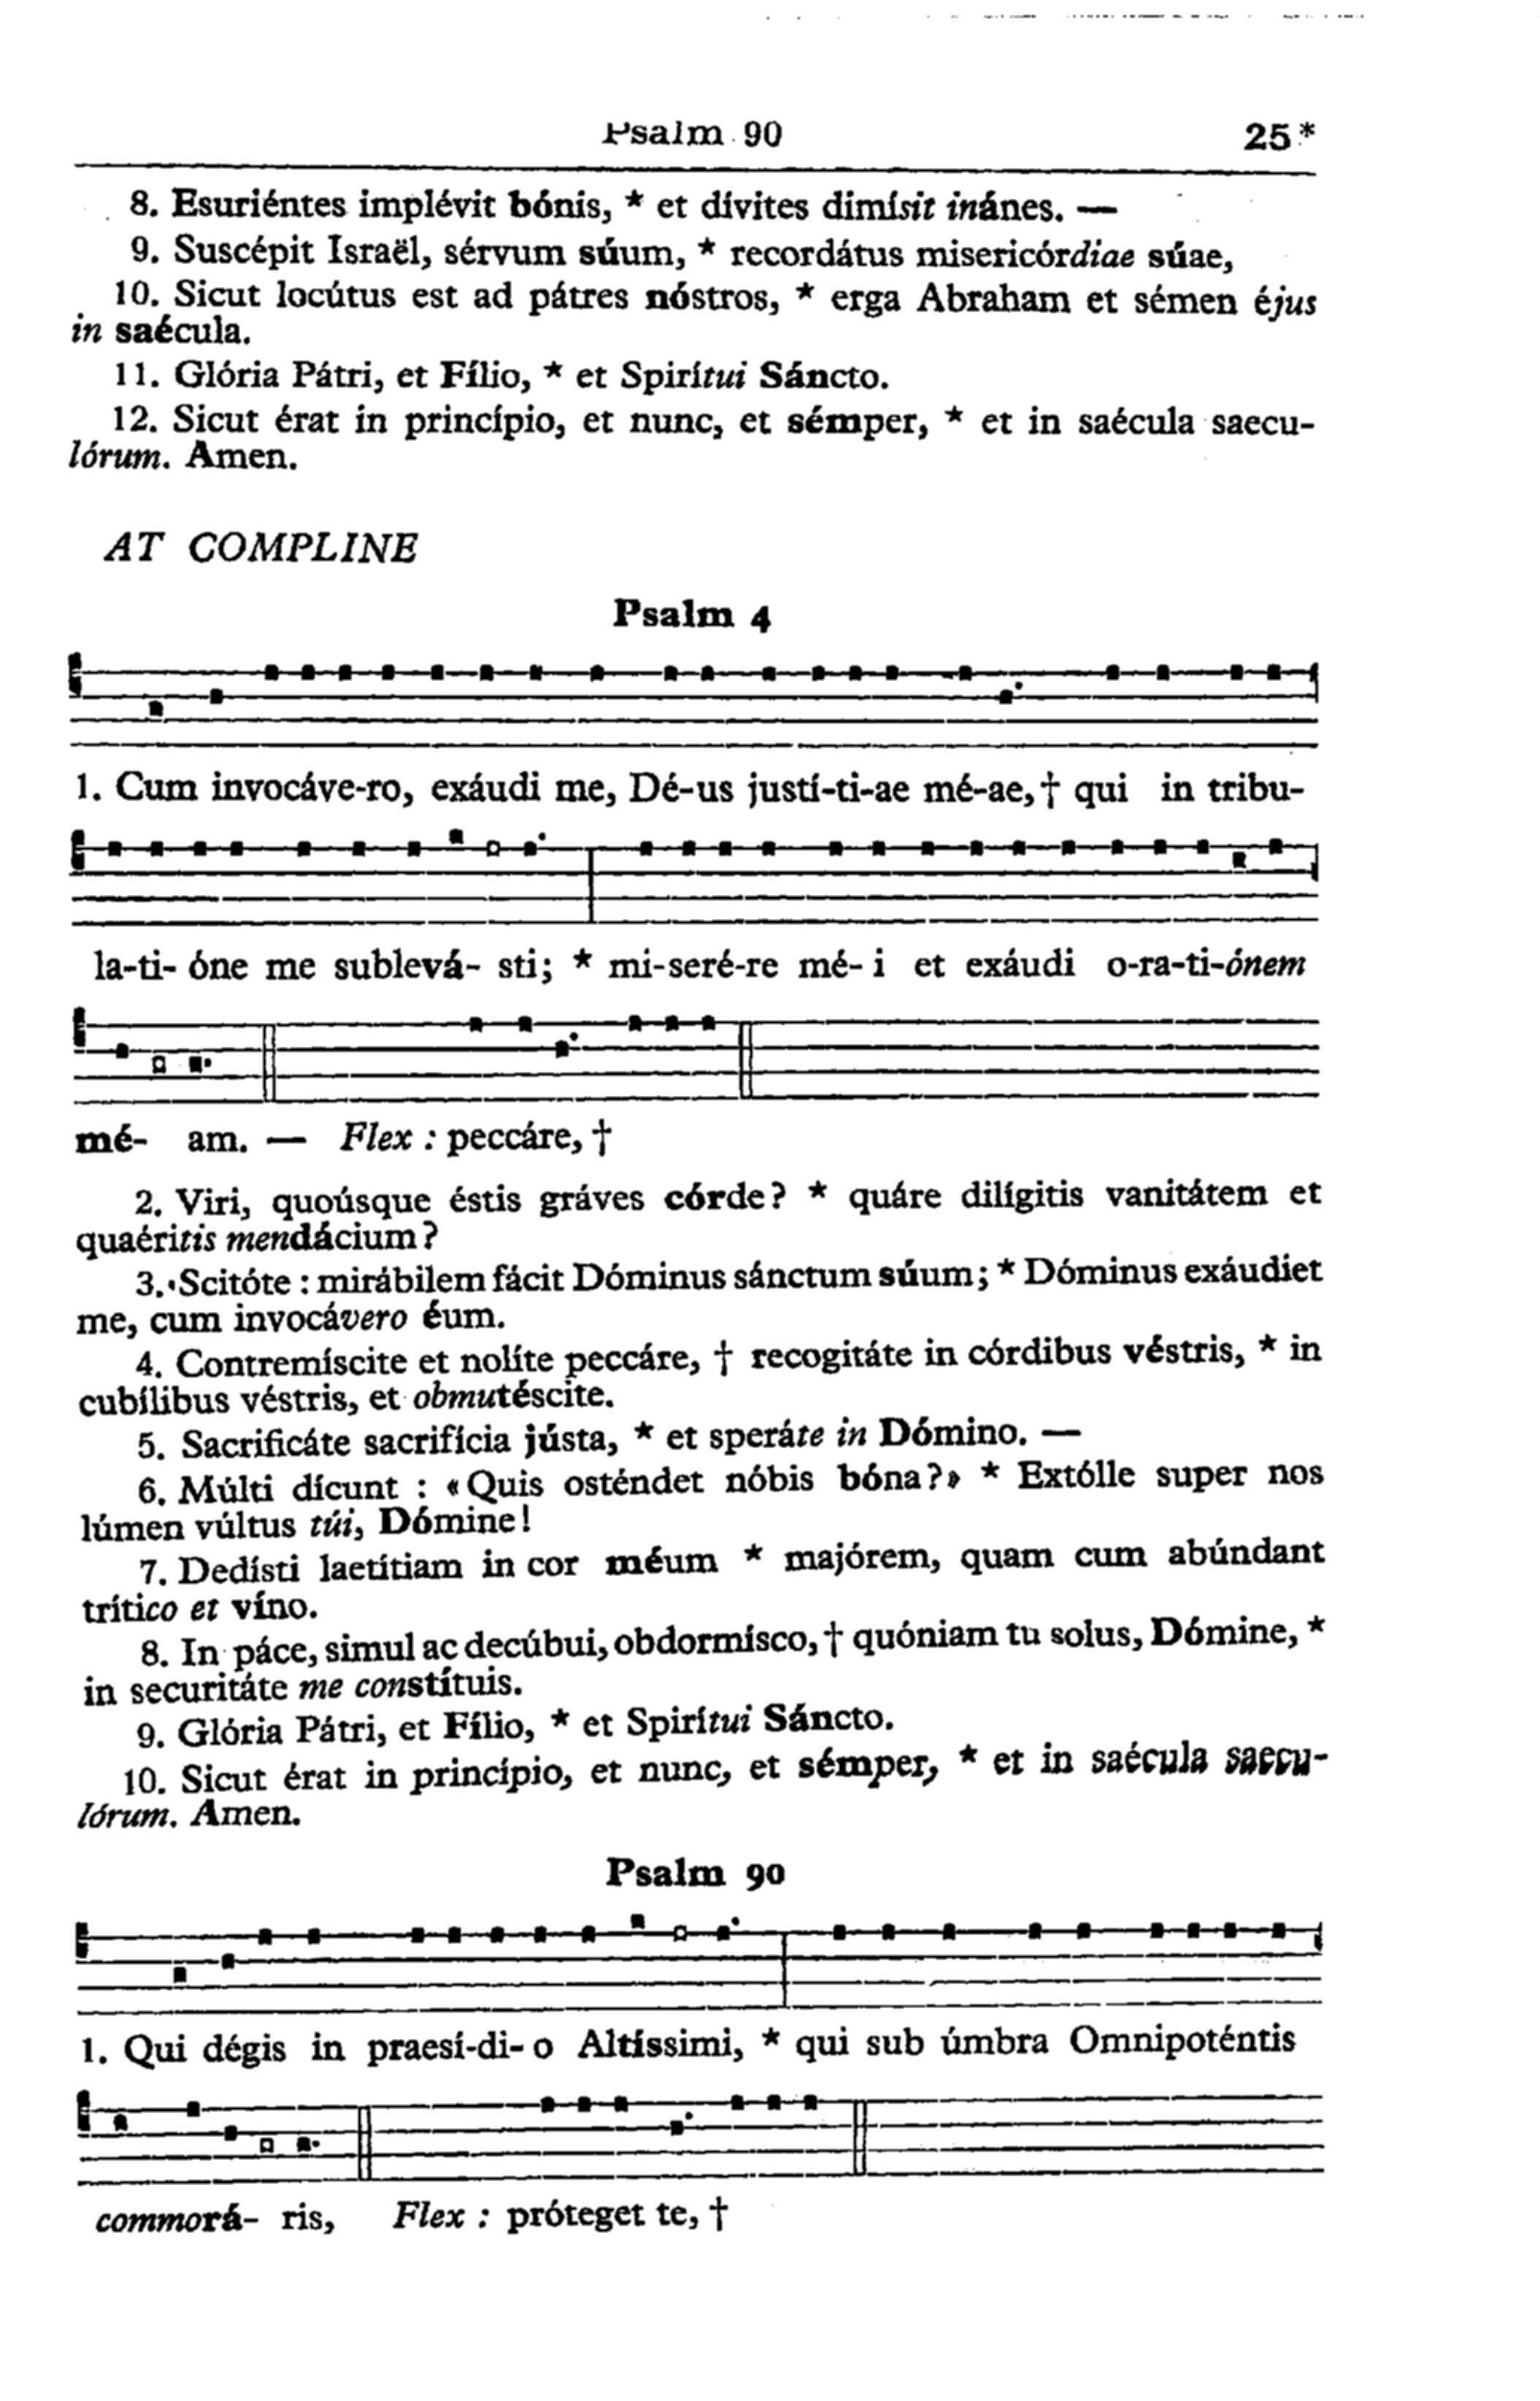 Psalm 90 25*
8. Esuriéntes implévit bónis, * et dívites dimísit inánes. —
9. Suscépit Israël, sérvum súum, * recordátus misericórdiae súae,
10. Sicut locútus est ad pátres nóstros, * erga Abraham et sémen éjus
in saécula.
11. Glória Pátri, et Fílio, * et Spirítui Sáncto.
12. Sicut érat in princípio, et nunc, et sémper, * et in saécula saecu-
lórum. Amen.
AT COMPLINE
Psalm 4
1. Cum invocáve-ro, exáudi me, Dé-us justí-ti-ae mé-ae, † qui in tribu-
la-ti- óne me sublevá- sti; * mi-seré-re mé- i et exáudi o-ra-ti-ónem
mé- am. — Flex : peccáre, †
2. Viri, quoúsque éstis gráves córde? * quáre dilígitis vanitátem et
quaéritis mendácium?
3. Scitóte : mirábilem fácit Dóminus sánctum súum; * Dóminus exáudiet
me, cum invocávero éum.
4. Contremíscite et nolíte peccáre, † recogitáte in córdibus véstris, * in
cubílibus véstris, et obmutéscite.
5. Sacrificáte sacrifícia jústa, * et speráte in Dómino. —
6. Múlti dícunt : «Quis osténdet nóbis bóna?» * Extólle super nos
lúmen vúltus túi, Dómine!
7. Dedísti laetítiam in cor méum * majórem, quam cum abúndant
trítico et víno.
8. In páce, simul ac decúbui, obdormísco, † quóniam tu solus, Dómine, *
in securitáte me constítuis.
9. Glória Pátri, et Fílio, * et Spirítui Sáncto.
10. Sicut érat in princípio, et nunc, et sémper, * et in saécula saecu-
lórum. Amen.
Psalm 90
1. Qui dégis in praesí-di- o Altíssimi, * qui sub úmbra Omnipoténtis
commorá- ris, Flex : próteget te, †